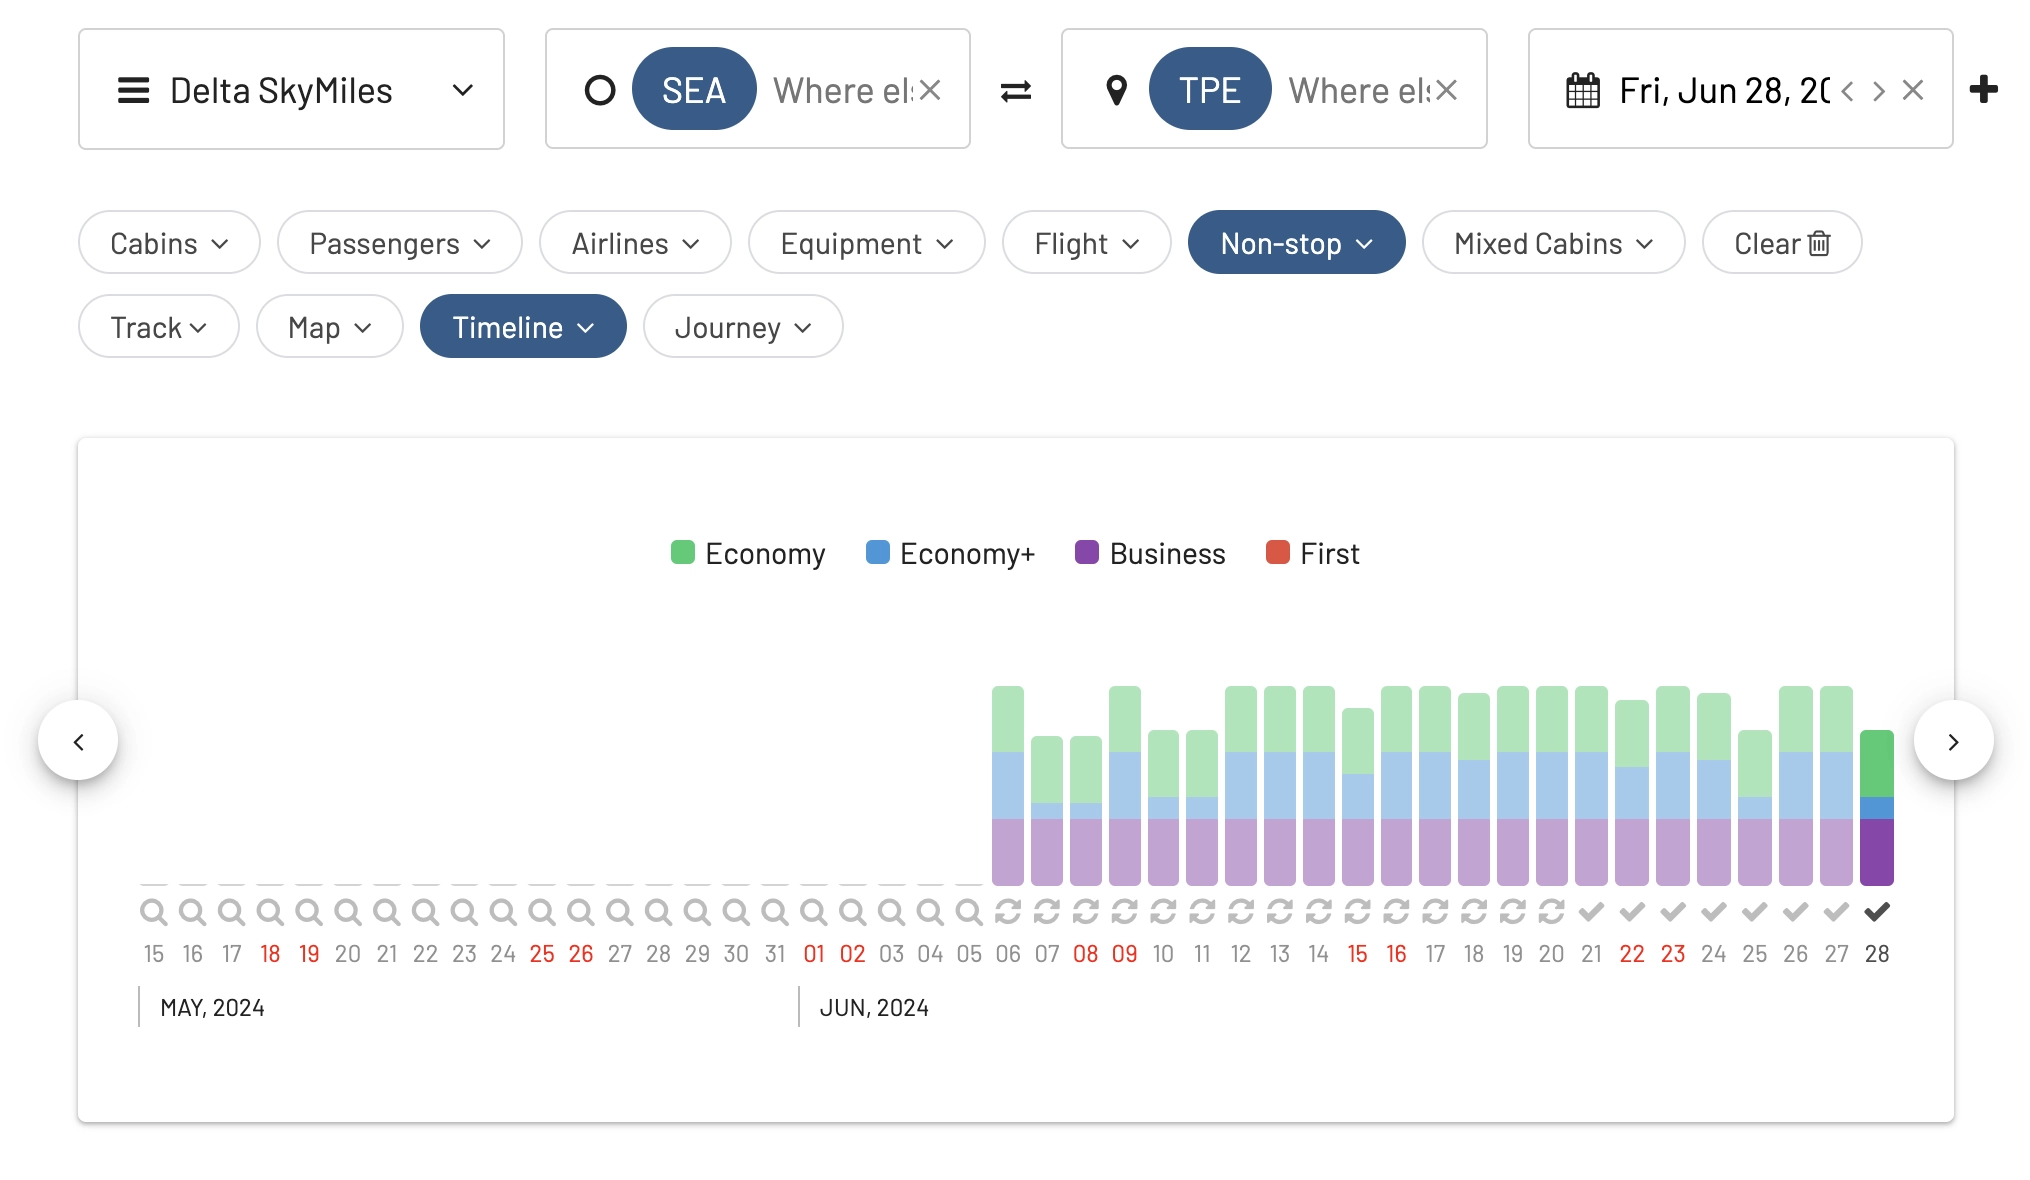 Delta SkyMiles SEA Where el TPE Where el Fri, Jun 28, 20
Cabins Passengers Airlines Equipment Flight Non-stop Mixed Cabins Clear
Track Map Timeline Journey
Economy Economy+ Business First
15 16 17 18 19 20 21 22 23 24 25 26 27 28 29 30 31 01 02 03 04 05 06 07 08 09 10 11 12 13 14 15 16 17 18 19 20 21 22 23 24 25 26 27 28
MAY, 2024 JUN, 2024